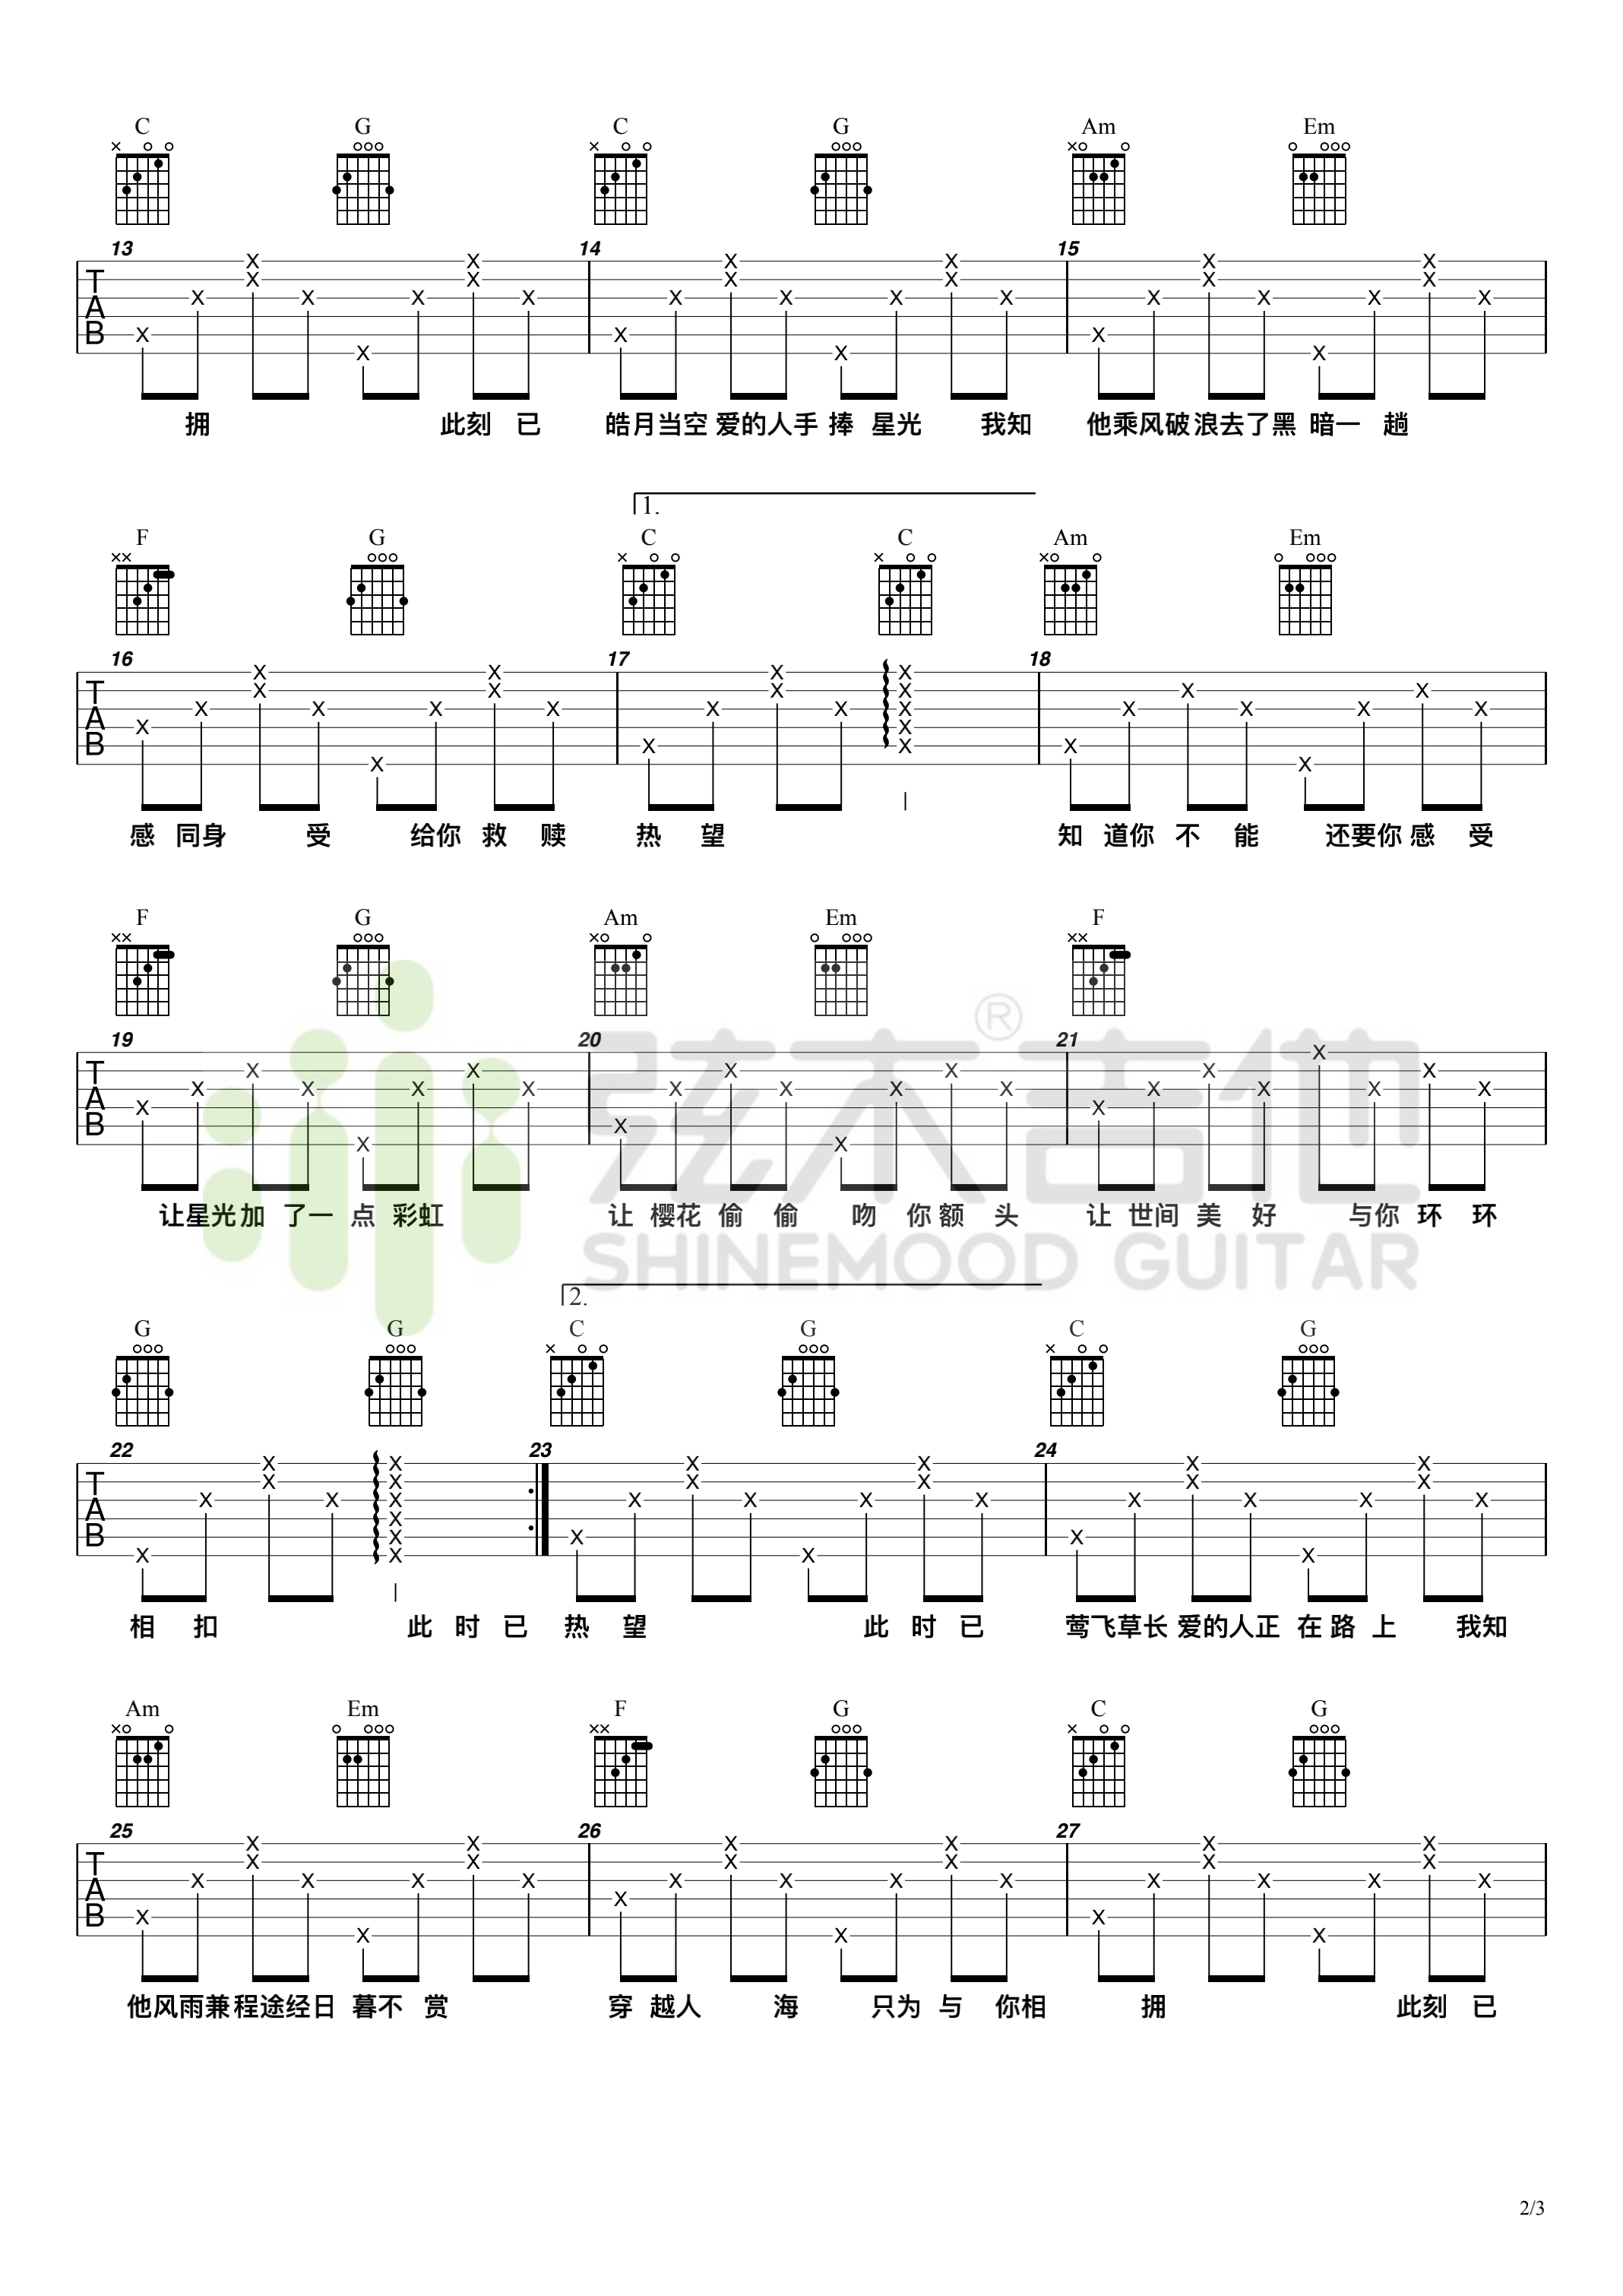 C G C G Am Em
13 14 15
T A B
拥 此刻 已 皓月当空 爱的人手 捧 星光 我知 他乘风破 浪去了黑 暗一 趟
1.
F G C C Am Em
16 17 18
T A B
感 同身 受 给你 救 赎 热 望 知 道你 不 能 还要你 感 受
F G Am Em F
19 20 21
T A B
让星光 加 了一 点 彩虹 让 樱花 偷 偷 吻 你 额 头 让 世间 美 好 与你 环 环
弦木吉他®
SHINEMOOD GUITAR
2.
G G C G C G
22 23 24
T A B
相 扣 此 时 已 热 望 此 时 已 莺飞草长 爱的人正 在 路 上 我知
Am Em F G C G
25 26 27
T A B
他风雨兼 程途经日 暮不 赏 穿 越人 海 只为 与 你相 拥 此刻 已
2/3